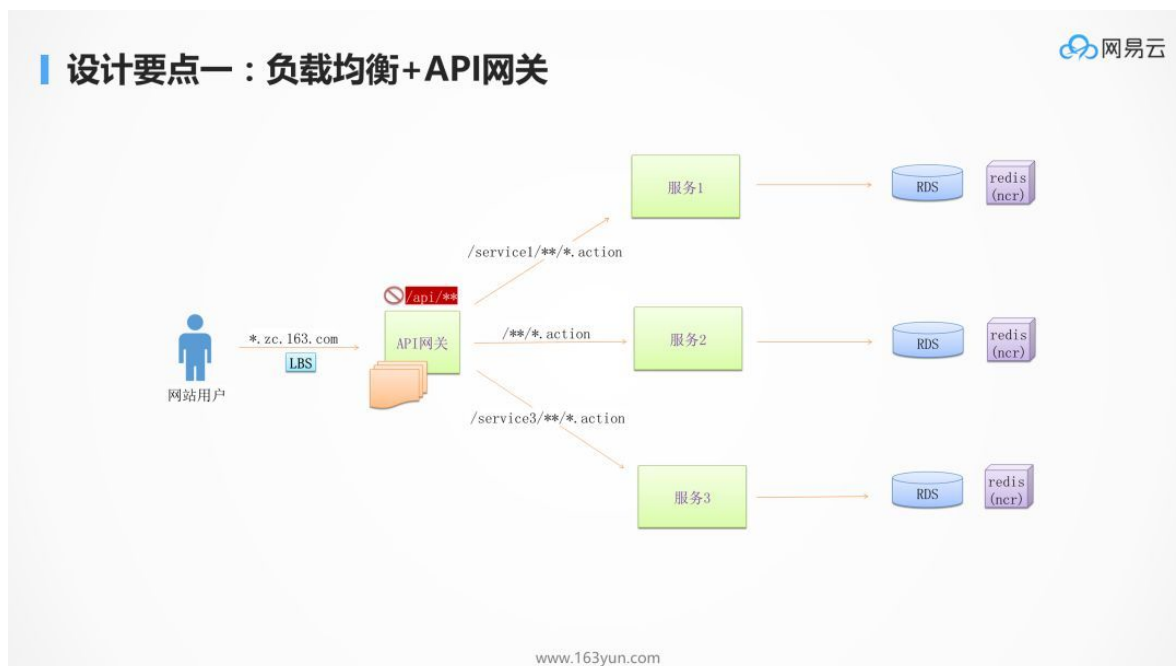 设计要点一：负载均衡+API网关
网易云
服务1
RDS
redis
(ncr)
/service1/**/*.action
/api/**
*.zc.163.com
LBS
API网关
/**/*.action
服务2
RDS
redis
(ncr)
网站用户
/service3/**/*.action
服务3
RDS
redis
(ncr)
www.163yun.com